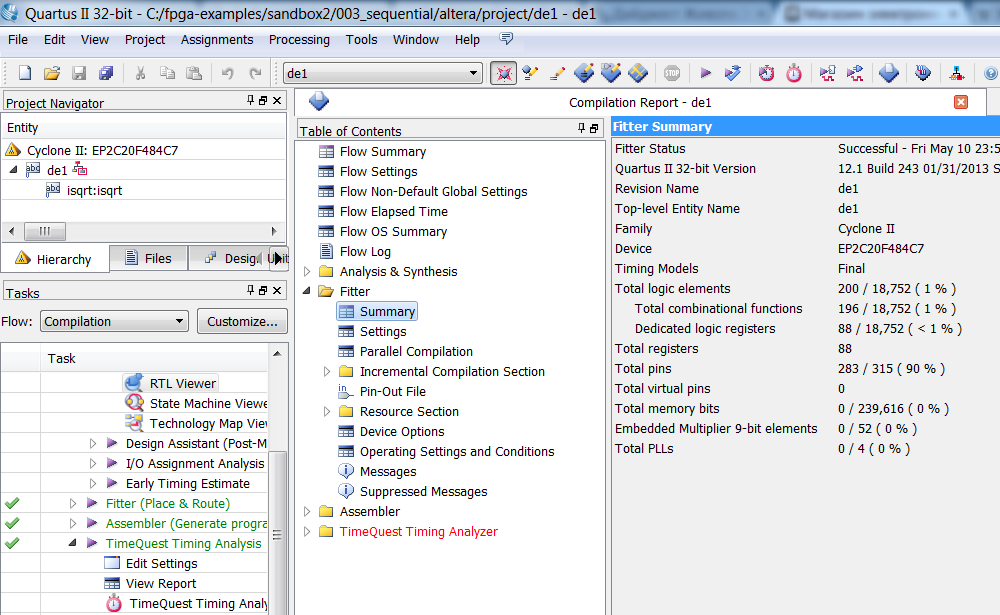 Quartus II 32-bit - C:/fpga-examples/sandbox2/003_sequential/altera/project/de1 - de1
File Edit View Project Assignments Processing Tools Window Help
de1
STOP
Project Navigator
Entity
Cyclone II: EP2C20F484C7
abd de1
abd isqrt:isqrt
Hierarchy Files Design Unit
Tasks
Flow: Compilation Customize...
Task
RTL Viewer
State Machine Viewe
Technology Map View
Design Assistant (Post-M
I/O Assignment Analysis
Early Timing Estimate
Fitter (Place & Route)
Assembler (Generate progra
TimeQuest Timing Analysis
Edit Settings
View Report
TimeQuest Timing Analy
Compilation Report - de1
Table of Contents
Flow Summary
Flow Settings
Flow Non-Default Global Settings
Flow Elapsed Time
Flow OS Summary
Flow Log
Analysis & Synthesis
Fitter
Summary
Settings
Parallel Compilation
Incremental Compilation Section
in Pin-Out File
Resource Section
Device Options
Operating Settings and Conditions
Messages
Suppressed Messages
Assembler
TimeQuest Timing Analyzer
Fitter Summary
Fitter Status Successful - Fri May 10 23:5
Quartus II 32-bit Version 12.1 Build 243 01/31/2013 S
Revision Name de1
Top-level Entity Name de1
Family Cyclone II
Device EP2C20F484C7
Timing Models Final
Total logic elements 200 / 18,752 ( 1 % )
Total combinational functions 196 / 18,752 ( 1 % )
Dedicated logic registers 88 / 18,752 ( < 1 % )
Total registers 88
Total pins 283 / 315 ( 90 % )
Total virtual pins 0
Total memory bits 0 / 239,616 ( 0 % )
Embedded Multiplier 9-bit elements 0 / 52 ( 0 % )
Total PLLs 0 / 4 ( 0 % )